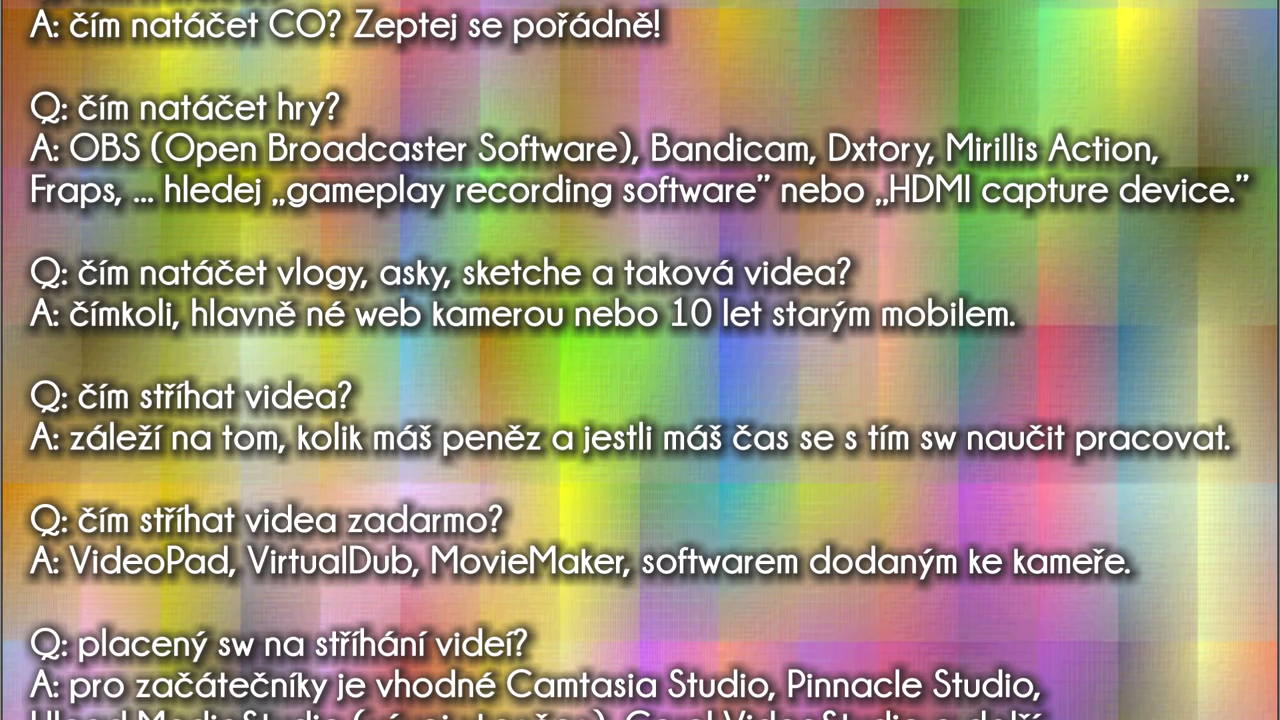 A: čím natáčet CO? Zeptej se pořádně!
Q: čím natáčet hry?
A: OBS (Open Broadcaster Software), Bandicam, Dxtory, Mirillis Action,
Fraps, ... hledej „gameplay recording software” nebo „HDMI capture device.”
Q: čím natáčet vlogy, asky, sketche a taková videa?
A: čímkoli, hlavně né web kamerou nebo 10 let starým mobilem.
Q: čím stříhat videa?
A: záleží na tom, kolik máš peněz a jestli máš čas se s tím sw naučit pracovat.
Q: čím stříhat videa zadarmo?
A: VideoPad, VirtualDub, MovieMaker, softwarem dodaným ke kameře.
Q: placený sw na stříhání videí?
A: pro začátečníky je vhodné Camtasia Studio, Pinnacle Studio,